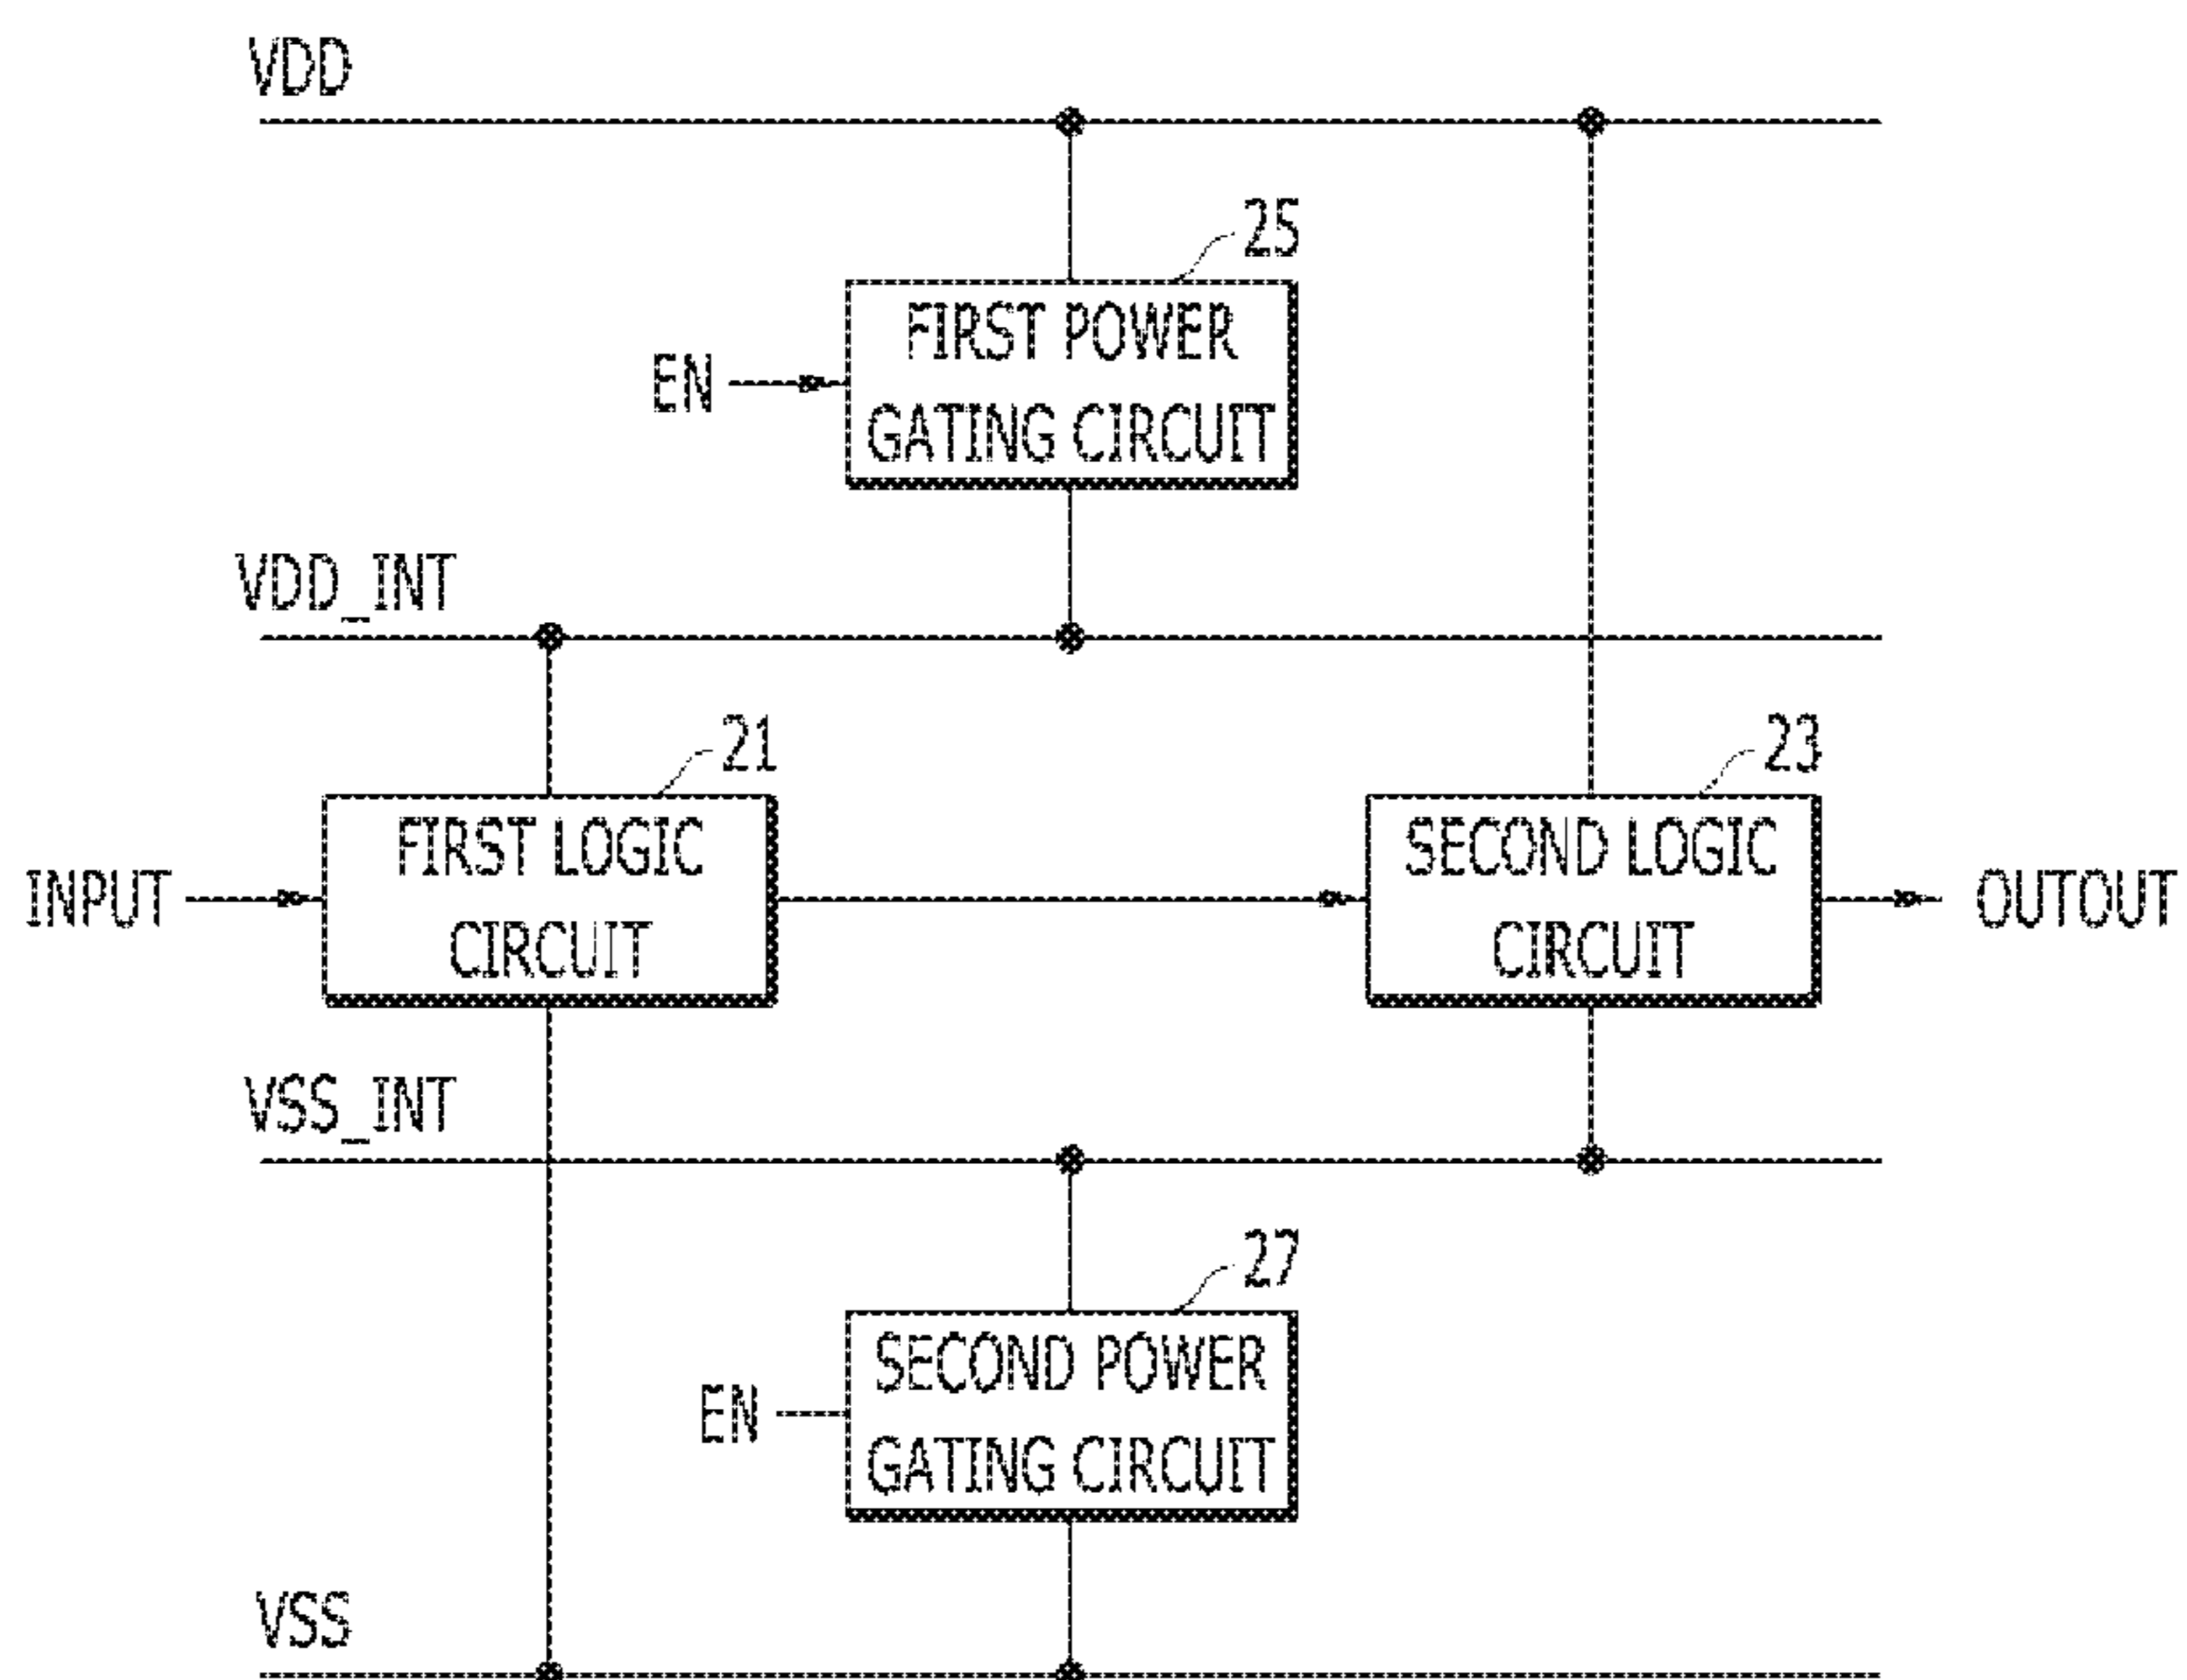 VDD
25
FIRST POWER
GATING CIRCUIT
EN
VDD_INT
21
23
FIRST LOGIC
CIRCUIT
SECOND LOGIC
CIRCUIT
INPUT
OUTOUT
VSS_INT
27
SECOND POWER
GATING CIRCUIT
EN
VSS